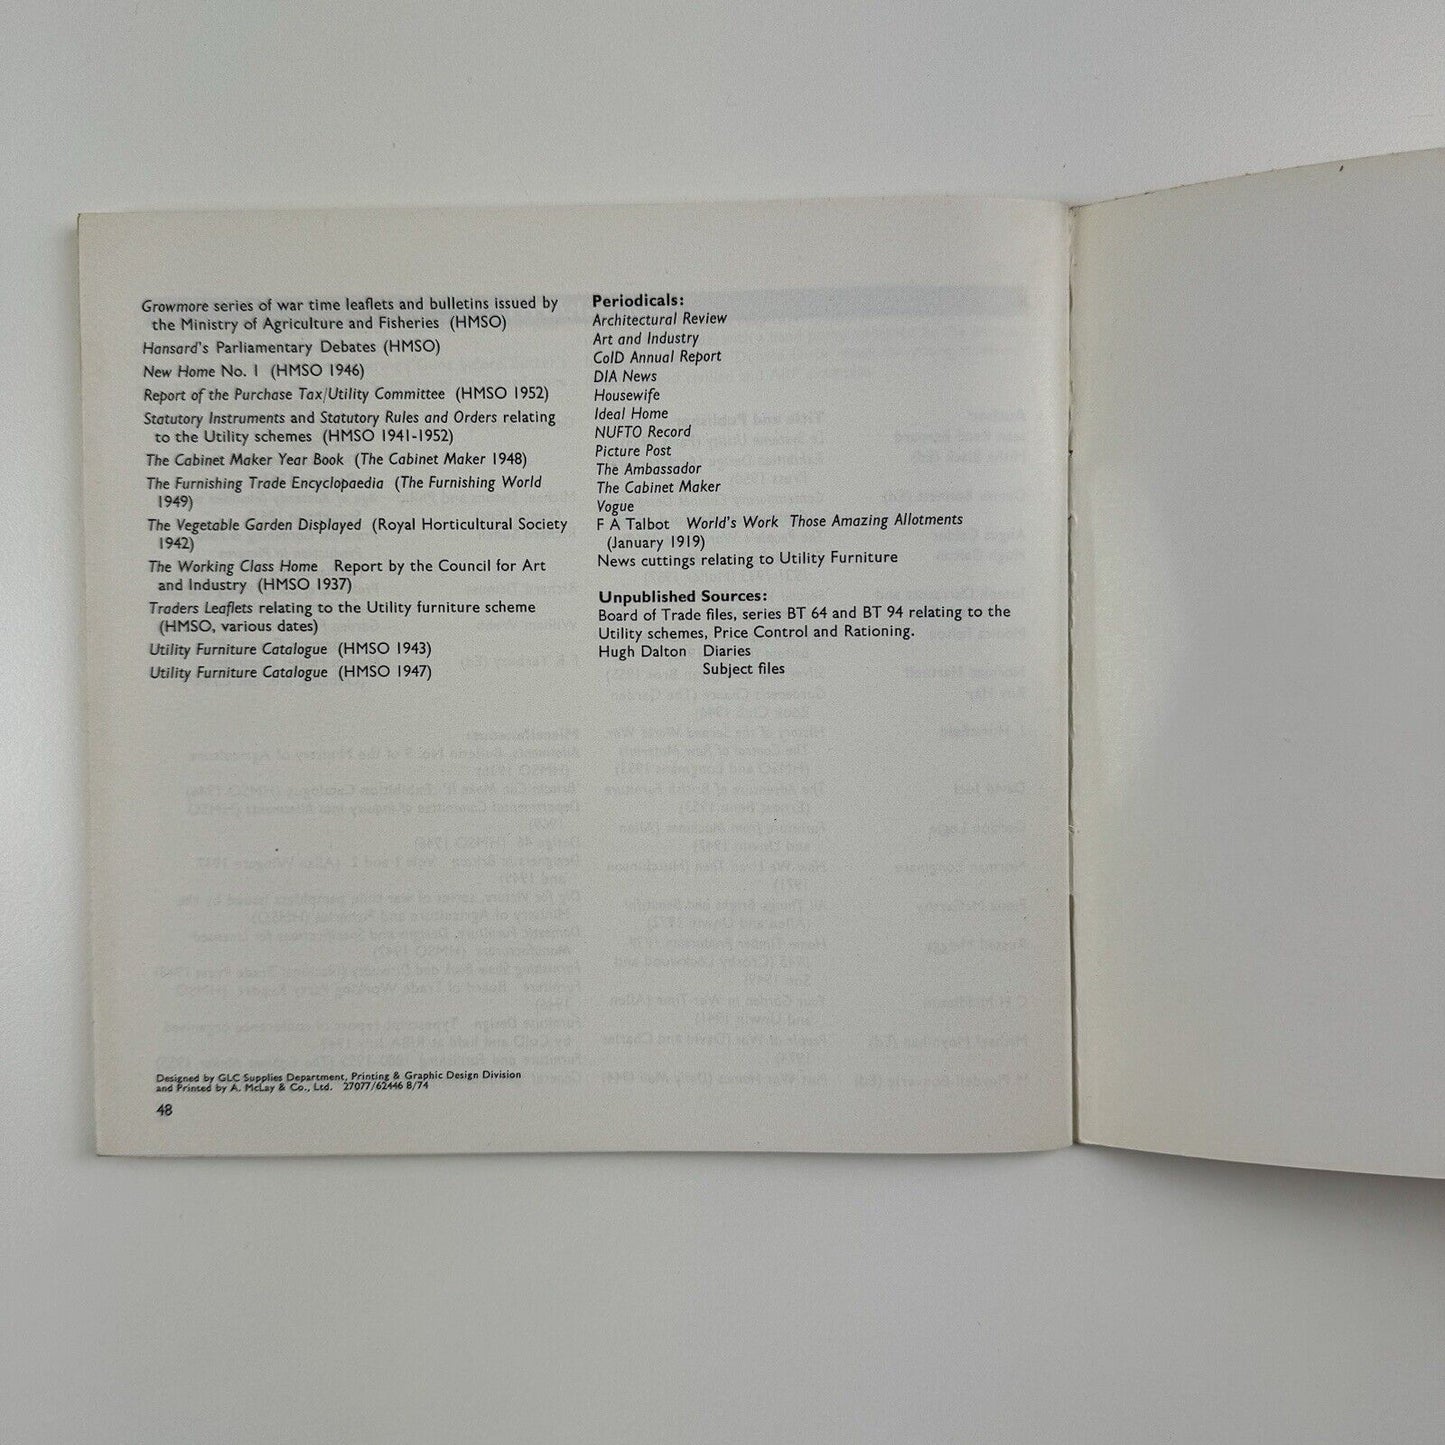 Growmore series of war time leaflets and bulletins issued by
the Ministry of Agriculture and Fisheries (HMSO)
Hansard's Parliamentary Debates (HMSO)
New Home No. 1 (HMSO 1946)
Report of the Purchase Tax/Utility Committee (HMSO 1952)
Statutory Instruments and Statutory Rules and Orders relating
to the Utility schemes (HMSO 1941-1952)
The Cabinet Maker Year Book (The Cabinet Maker 1948)
The Furnishing Trade Encyclopaedia (The Furnishing World
1949)
The Vegetable Garden Displayed (Royal Horticultural Society
1942)
The Working Class Home Report by the Council for Art
and Industry (HMSO 1937)
Traders Leaflets relating to the Utility furniture scheme
(HMSO, various dates)
Utility Furniture Catalogue (HMSO 1943)
Utility Furniture Catalogue (HMSO 1947)
Periodicals:
Architectural Review
Art and Industry
CoID Annual Report
DIA News
Housewife
Ideal Home
NUFTO Record
Picture Post
The Ambassador
The Cabinet Maker
Vogue
F A Talbot World's Work Those Amazing Allotments
(January 1919)
News cuttings relating to Utility Furniture
Unpublished Sources:
Board of Trade files, series BT 64 and BT 94 relating to the
Utility schemes, Price Control and Rationing.
Hugh Dalton Diaries
Subject files
Designed by GLC Supplies Department, Printing & Graphic Design Division
and Printed by A. McLay & Co., Ltd. 27077/62446 8/74
48